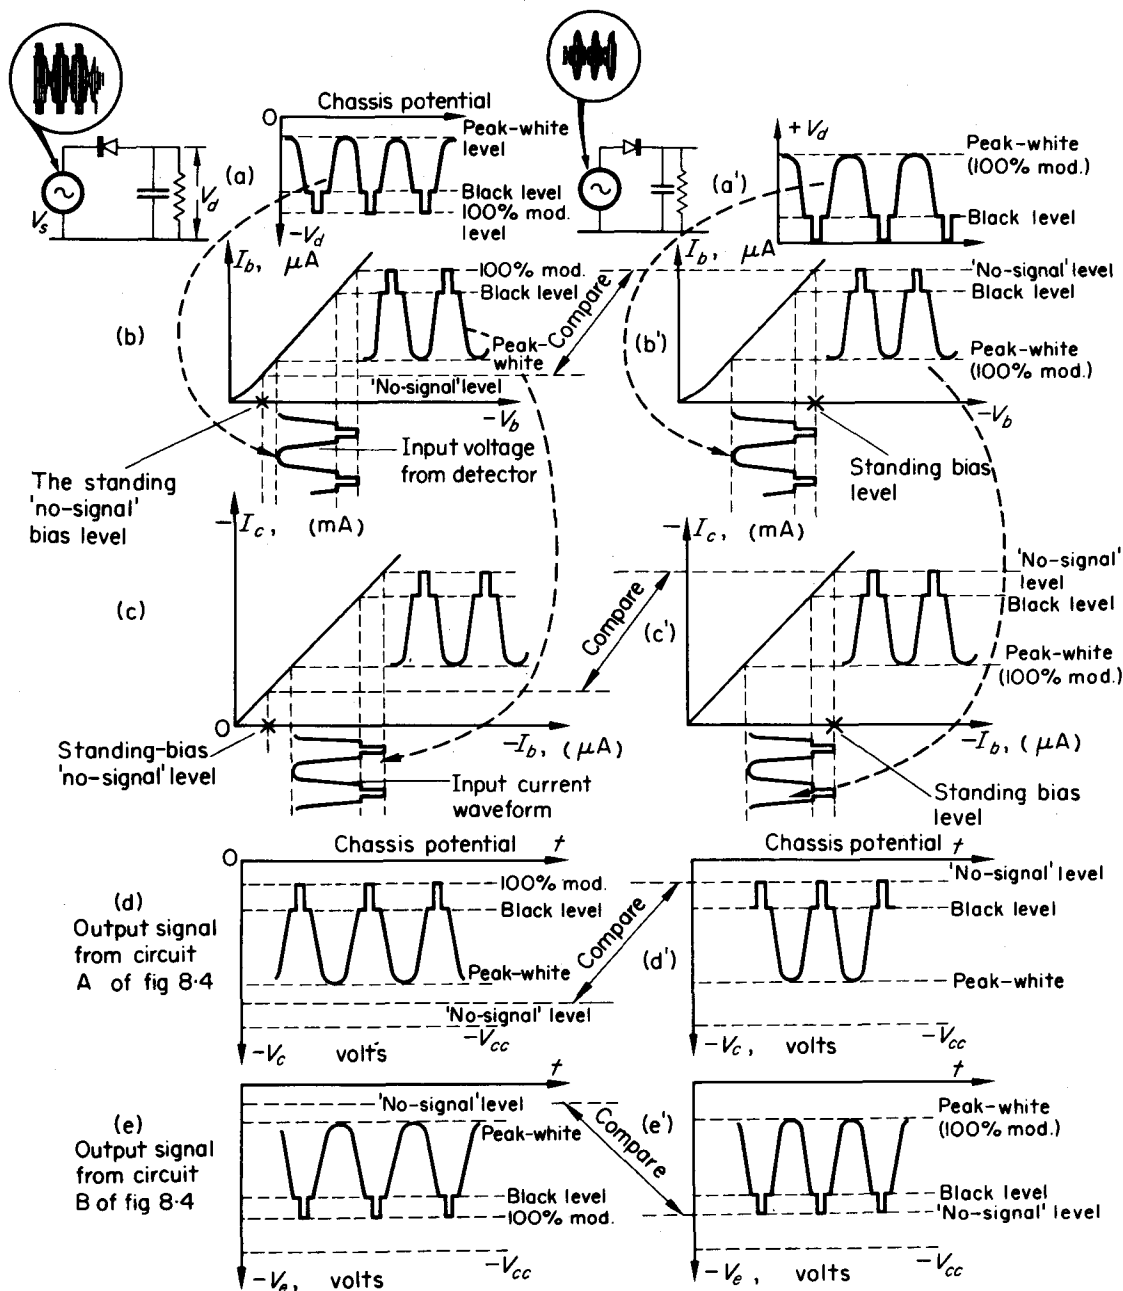 Chassis potential
O
Peak-white
level
(a)
V_s
V_d
Black level
100% mod.
level
-V_d
+V_d
Peak-white
(100% mod.)
(a')
Black level
I_b, μA
100% mod.
Black level
(b)
Peak-
white
'No-signal' level
-V_b
Compare
I_b, μA
'No-signal' level
Black level
(b')
Peak-white
(100% mod.)
-V_b
The standing
'no-signal'
bias level
Input voltage
from detector
Standing bias
level
-I_c, (mA)
(c)
O
-I_b, (μA)
Standing-bias
'no-signal' level
Input current
waveform
Compare
-I_c, (mA)
'No-signal'
level
Black level
(c')
Peak-white
(100% mod.)
-I_b, (μA)
Standing bias
level
O
Chassis potential t
(d)
Output signal
from circuit
A of fig 8·4
100% mod.
Black level
Peak-white
'No-signal' level
-V_cc
-V_c, volts
Compare
Chassis potential t
'No-signal' level
Black level
(d')
Peak-white
-V_cc
-V_c, volts
t
(e)
Output signal
from circuit
B of fig 8·4
'No-signal' level
Peak-white
Black level
100% mod.
-V_cc
-V_e, volts
Compare
t
(e')
Peak-white
(100% mod.)
Black level
'No-signal' level
-V_cc
-V_e, volts